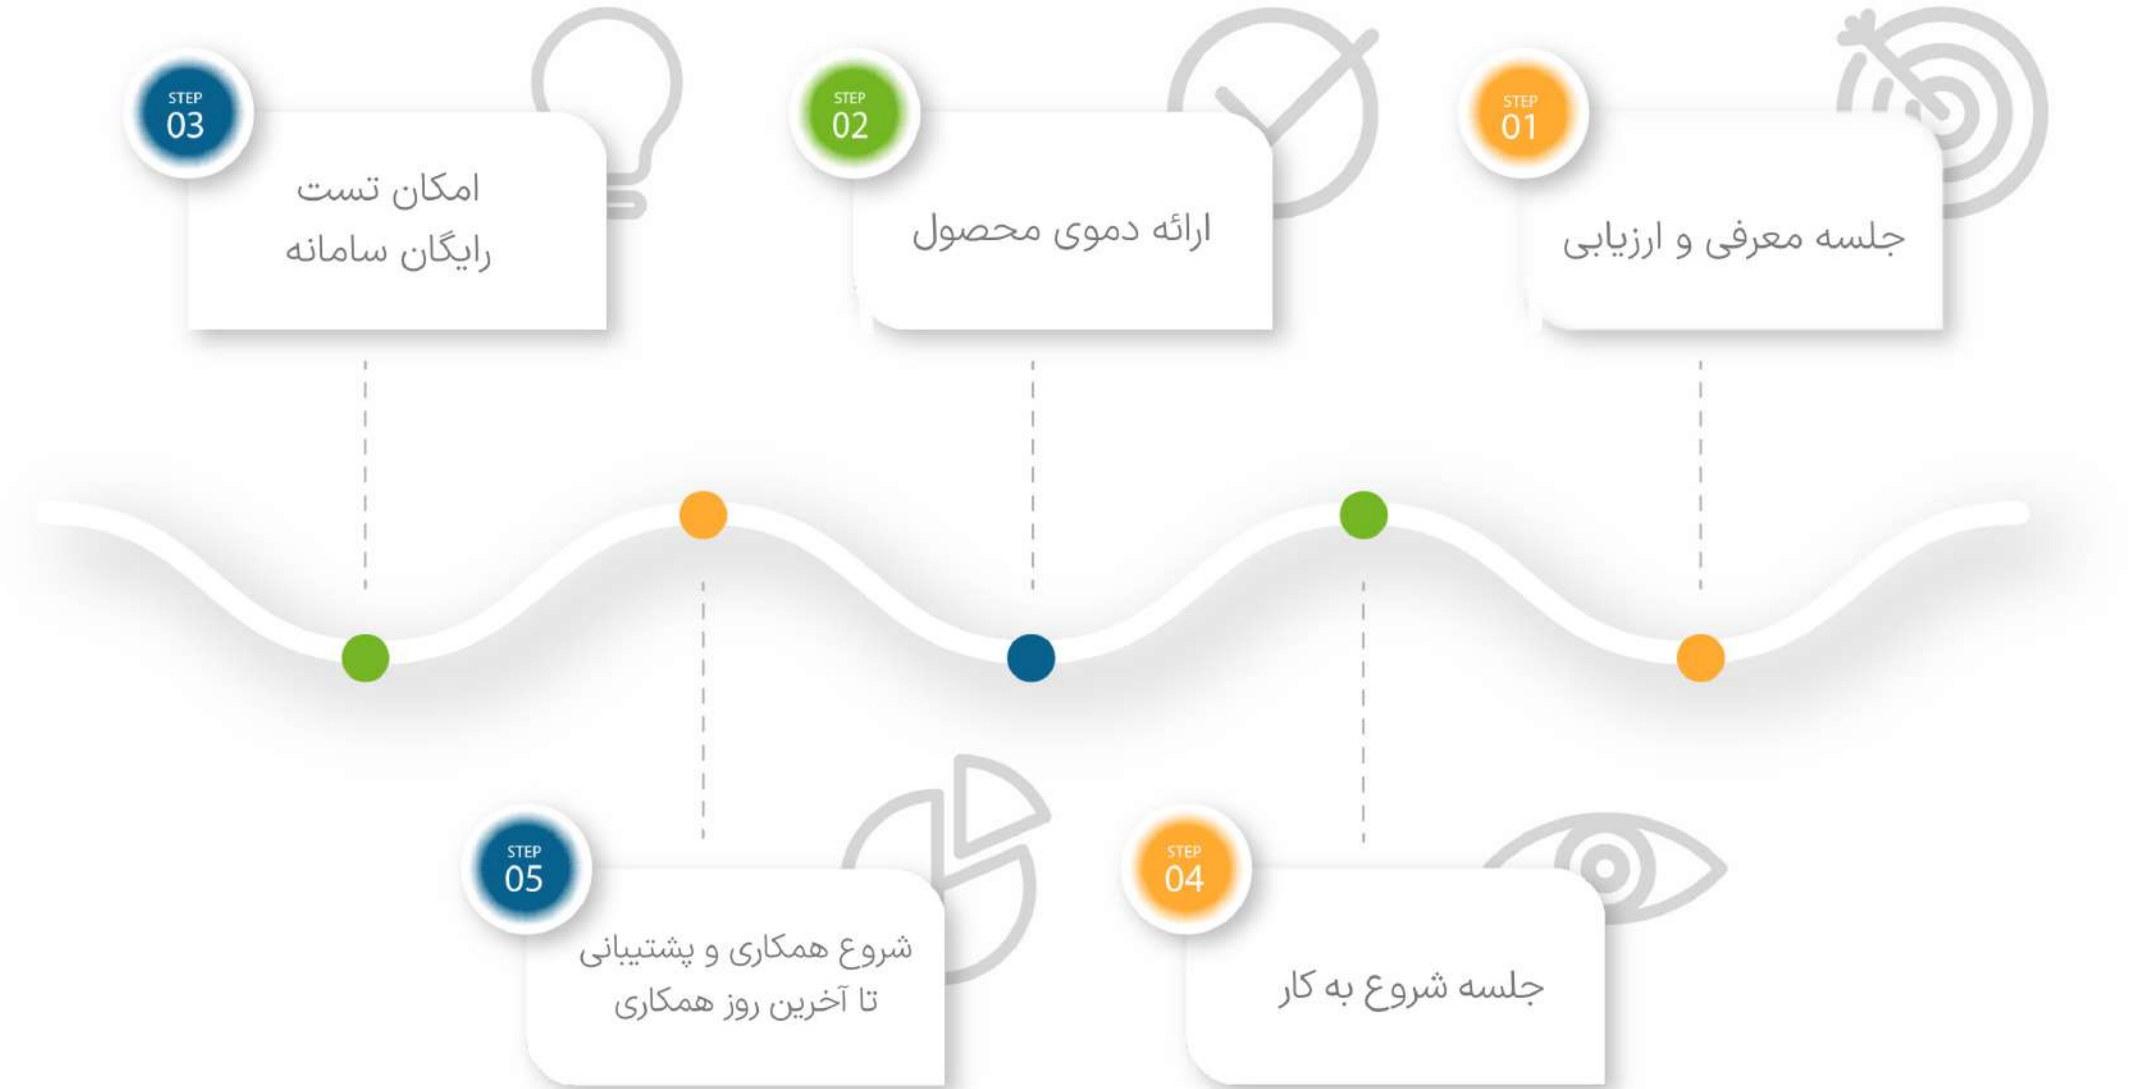 STEP
01
جلسه معرفی و ارزیابی
STEP
02
ارائه دموی محصول
STEP
03
امکان تست
رایگان سامانه
STEP
04
جلسه شروع به کار
STEP
05
شروع همکاری و پشتیبانی
تا آخرین روز همکاری